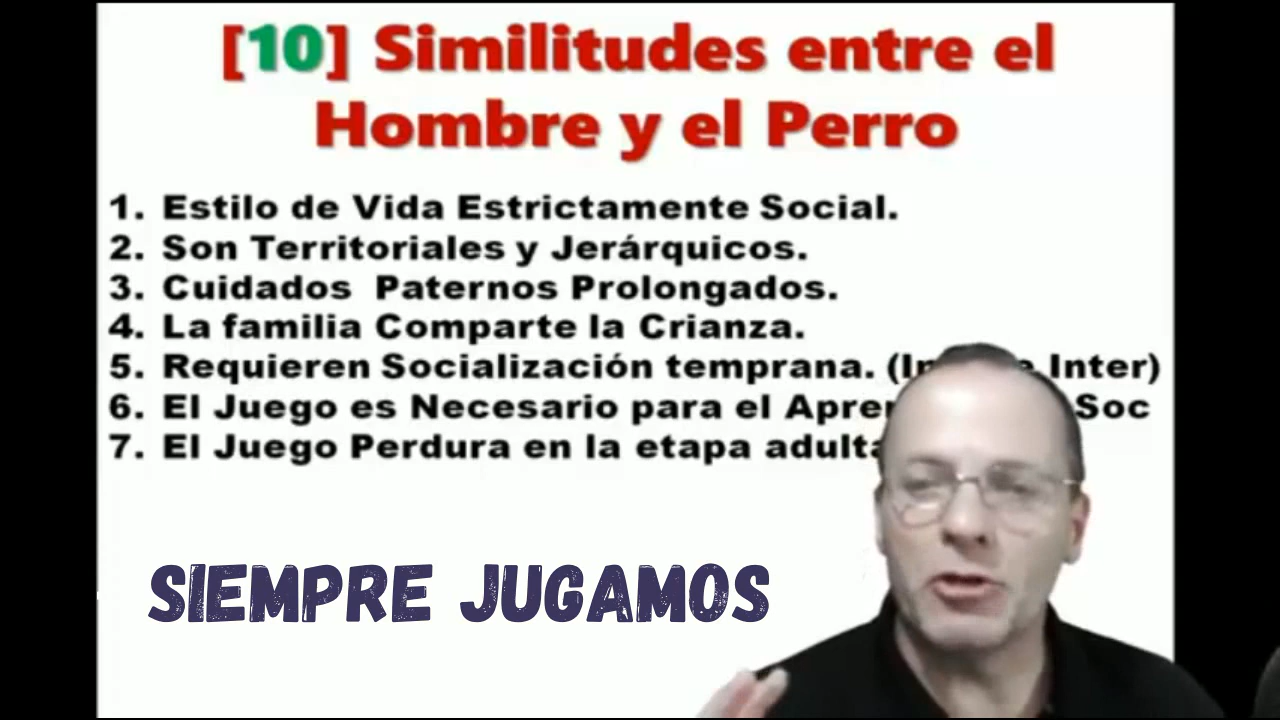 [10] Similitudes entre el
Hombre y el Perro
1. Estilo de Vida Estrictamente Social.
2. Son Territoriales y Jerárquicos.
3. Cuidados Paternos Prolongados.
4. La familia Comparte la Crianza.
5. Requieren Socialización temprana. Inter)
6. El Juego es Necesario para el Soc
7. El Juego Perdura en la etapa adulta
SIEMPRE JUGAMOS